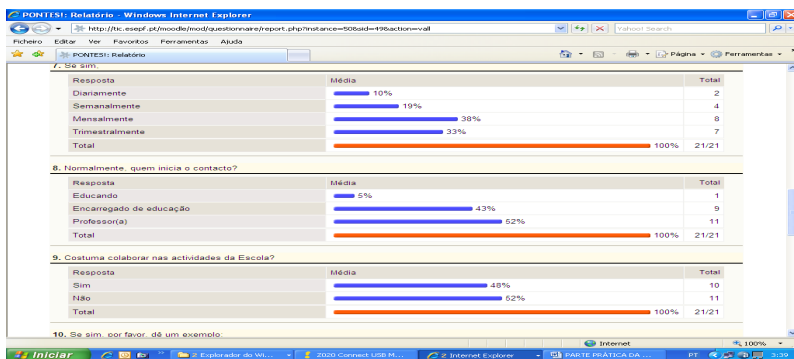 PONTES!: Relatório - Windows Internet Explorer
http://tic.esepf.pt/moodle/mod/questionnaire/report.php?instance=50&sid=49&action=vall Yahoo! Search
Ficheiro Editar Ver Favoritos Ferramentas Ajuda
PONTES!: Relatório Página Ferramentas
7. Se sim,
Resposta Média Total
Diariamente 10% 2
Semanalmente 19% 4
Mensalmente 38% 8
Trimestralmente 33% 7
Total 100% 21/21
8. Normalmente, quem inicia o contacto?
Resposta Média Total
Educando 5% 1
Encarregado de educação 43% 9
Professor(a) 52% 11
Total 100% 21/21
9. Costuma colaborar nas actividades da Escola?
Resposta Média Total
Sim 48% 10
Não 52% 11
Total 100% 21/21
10. Se sim, por favor, dê um exemplo:
Internet 100%
Iniciar 2 Explorador do Wi... ZO20 Connect USB M... 2 Internet Explorer PARTE PRÁTICA DA ... PT 3:39